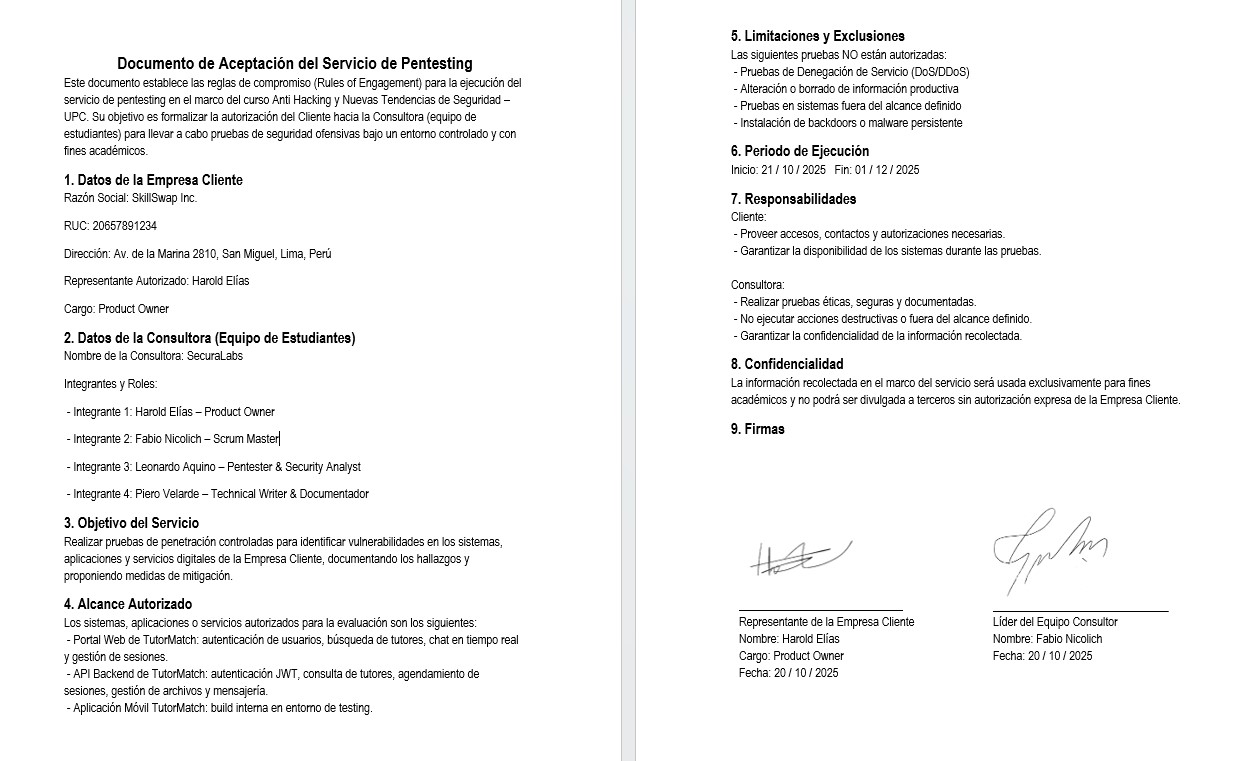 Documento de Aceptación del Servicio de Pentesting
Este documento establece las reglas de compromiso (Rules of Engagement) para la ejecución del
servicio de pentesting en el marco del curso Anti Hacking y Nuevas Tendencias de Seguridad –
UPC. Su objetivo es formalizar la autorización del Cliente hacia la Consultora (equipo de
estudiantes) para llevar a cabo pruebas de seguridad ofensivas bajo un entorno controlado y con
fines académicos.
1. Datos de la Empresa Cliente
Razón Social: SkillSwap Inc.
RUC: 20657891234
Dirección: Av. de la Marina 2810, San Miguel, Lima, Perú
Representante Autorizado: Harold Elías
Cargo: Product Owner
2. Datos de la Consultora (Equipo de Estudiantes)
Nombre de la Consultora: SecuraLabs
Integrantes y Roles:
- Integrante 1: Harold Elías – Product Owner
- Integrante 2: Fabio Nicolich – Scrum Master
- Integrante 3: Leonardo Aquino – Pentester & Security Analyst
- Integrante 4: Piero Velarde – Technical Writer & Documentador
3. Objetivo del Servicio
Realizar pruebas de penetración controladas para identificar vulnerabilidades en los sistemas,
aplicaciones y servicios digitales de la Empresa Cliente, documentando los hallazgos y
proponiendo medidas de mitigación.
4. Alcance Autorizado
Los sistemas, aplicaciones o servicios autorizados para la evaluación son los siguientes:
- Portal Web de TutorMatch: autenticación de usuarios, búsqueda de tutores, chat en tiempo real
y gestión de sesiones.
- API Backend de TutorMatch: autenticación JWT, consulta de tutores, agendamiento de
sesiones, gestión de archivos y mensajería.
- Aplicación Móvil TutorMatch: build interna en entorno de testing.
5. Limitaciones y Exclusiones
Las siguientes pruebas NO están autorizadas:
- Pruebas de Denegación de Servicio (DoS/DDoS)
- Alteración o borrado de información productiva
- Pruebas en sistemas fuera del alcance definido
- Instalación de backdoors o malware persistente
6. Periodo de Ejecución
Inicio: 21 / 10 / 2025 Fin: 01 / 12 / 2025
7. Responsabilidades
Cliente:
- Proveer accesos, contactos y autorizaciones necesarias.
- Garantizar la disponibilidad de los sistemas durante las pruebas.
Consultora:
- Realizar pruebas éticas, seguras y documentadas.
- No ejecutar acciones destructivas o fuera del alcance definido.
- Garantizar la confidencialidad de la información recolectada.
8. Confidencialidad
La información recolectada en el marco del servicio será usada exclusivamente para fines
académicos y no podrá ser divulgada a terceros sin autorización expresa de la Empresa Cliente.
9. Firmas
Representante de la Empresa Cliente
Nombre: Harold Elías
Cargo: Product Owner
Fecha: 20 / 10 / 2025
Líder del Equipo Consultor
Nombre: Fabio Nicolich
Fecha: 20 / 10 / 2025